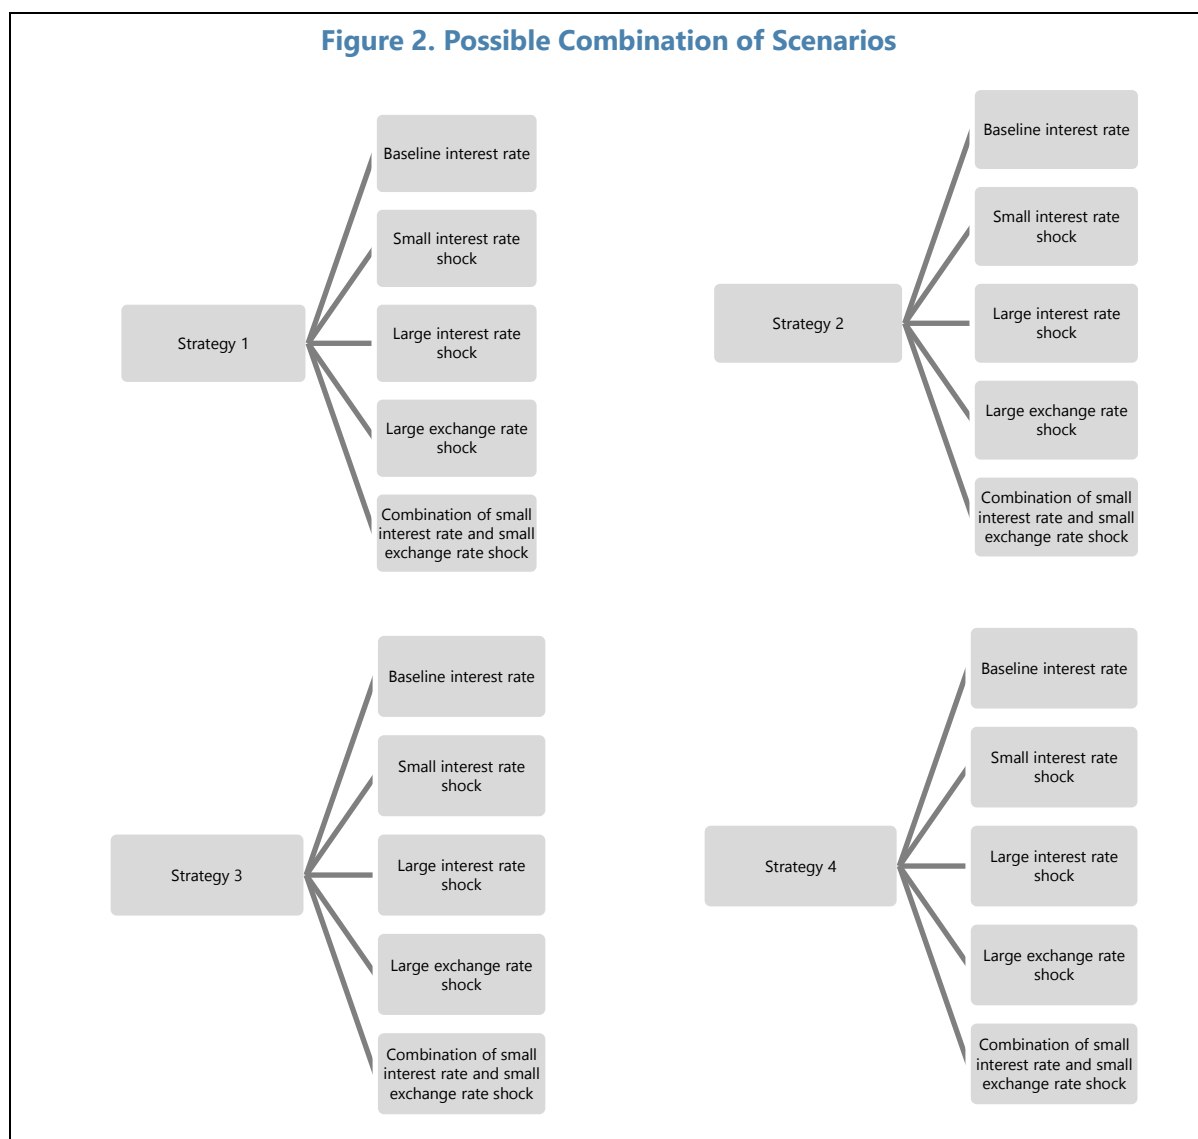 Figure 2. Possible Combination of Scenarios
Strategy 1
Baseline interest rate
Small interest rate
shock
Large interest rate
shock
Large exchange rate
shock
Combination of small
interest rate and small
exchange rate shock
Strategy 2
Baseline interest rate
Small interest rate
shock
Large interest rate
shock
Large exchange rate
shock
Combination of small
interest rate and small
exchange rate shock
Strategy 3
Baseline interest rate
Small interest rate
shock
Large interest rate
shock
Large exchange rate
shock
Combination of small
interest rate and small
exchange rate shock
Strategy 4
Baseline interest rate
Small interest rate
shock
Large interest rate
shock
Large exchange rate
shock
Combination of small
interest rate and small
exchange rate shock